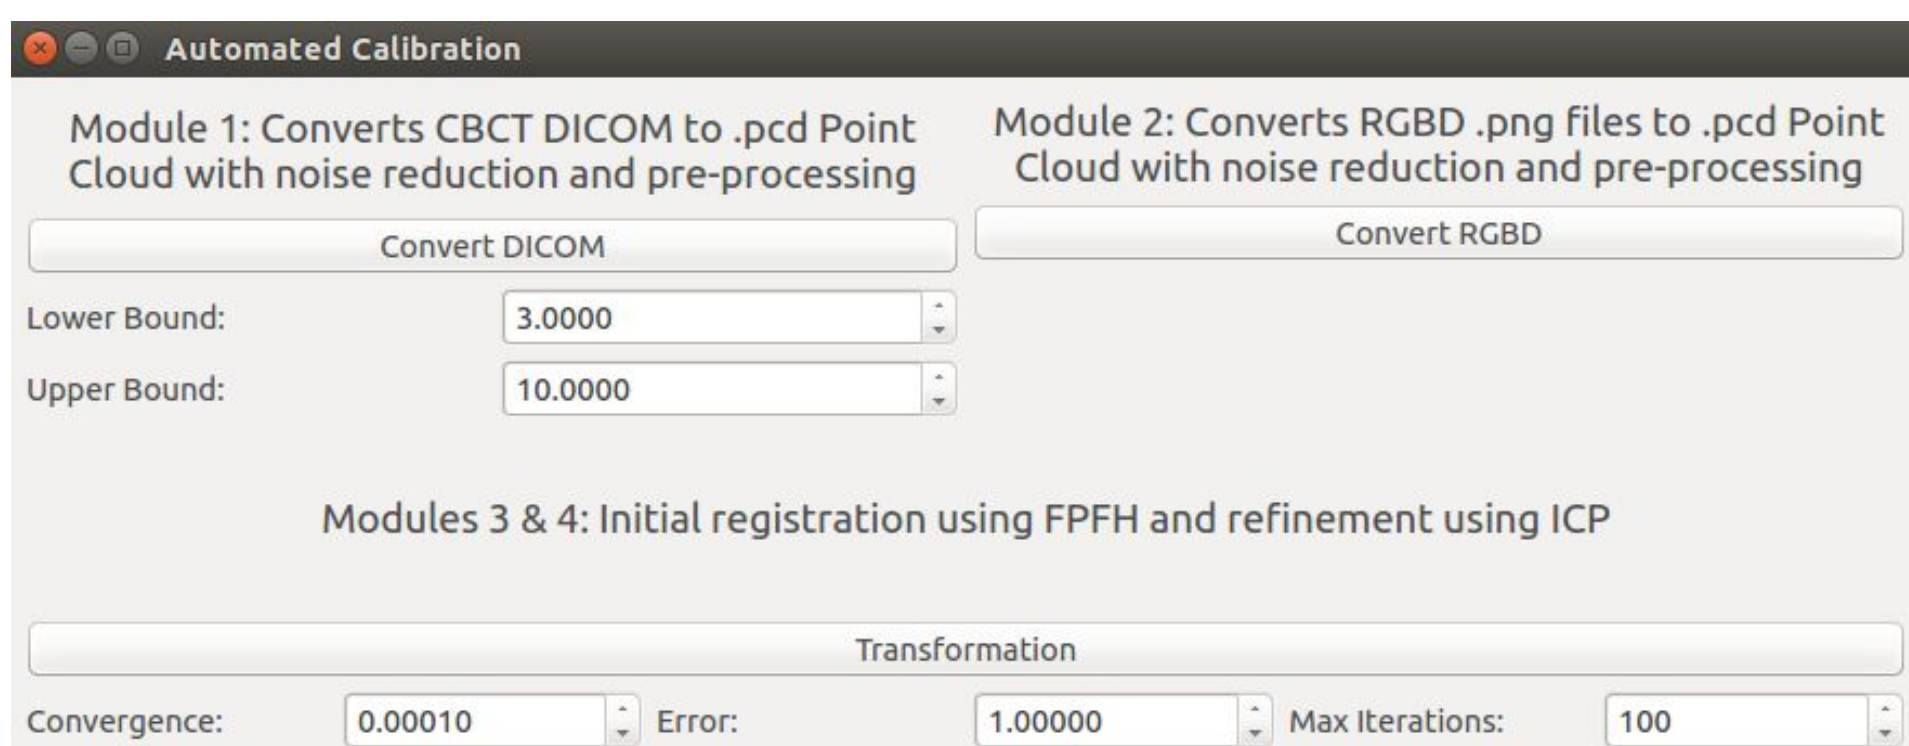 Automated Calibration
Module 1: Converts CBCT DICOM to .pcd Point
Cloud with noise reduction and pre-processing
Convert DICOM
Lower Bound: 3.0000
Upper Bound: 10.0000
Module 2: Converts RGBD .png files to .pcd Point
Cloud with noise reduction and pre-processing
Convert RGBD
Modules 3 & 4: Initial registration using FPFH and refinement using ICP
Transformation
Convergence: 0.00010 Error: 1.00000 Max Iterations: 100